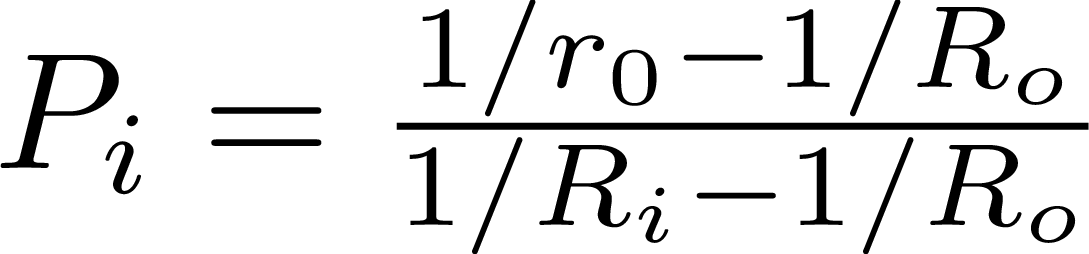 P_i = \frac{1/r_0 - 1/R_o}{1/R_i - 1/R_o}